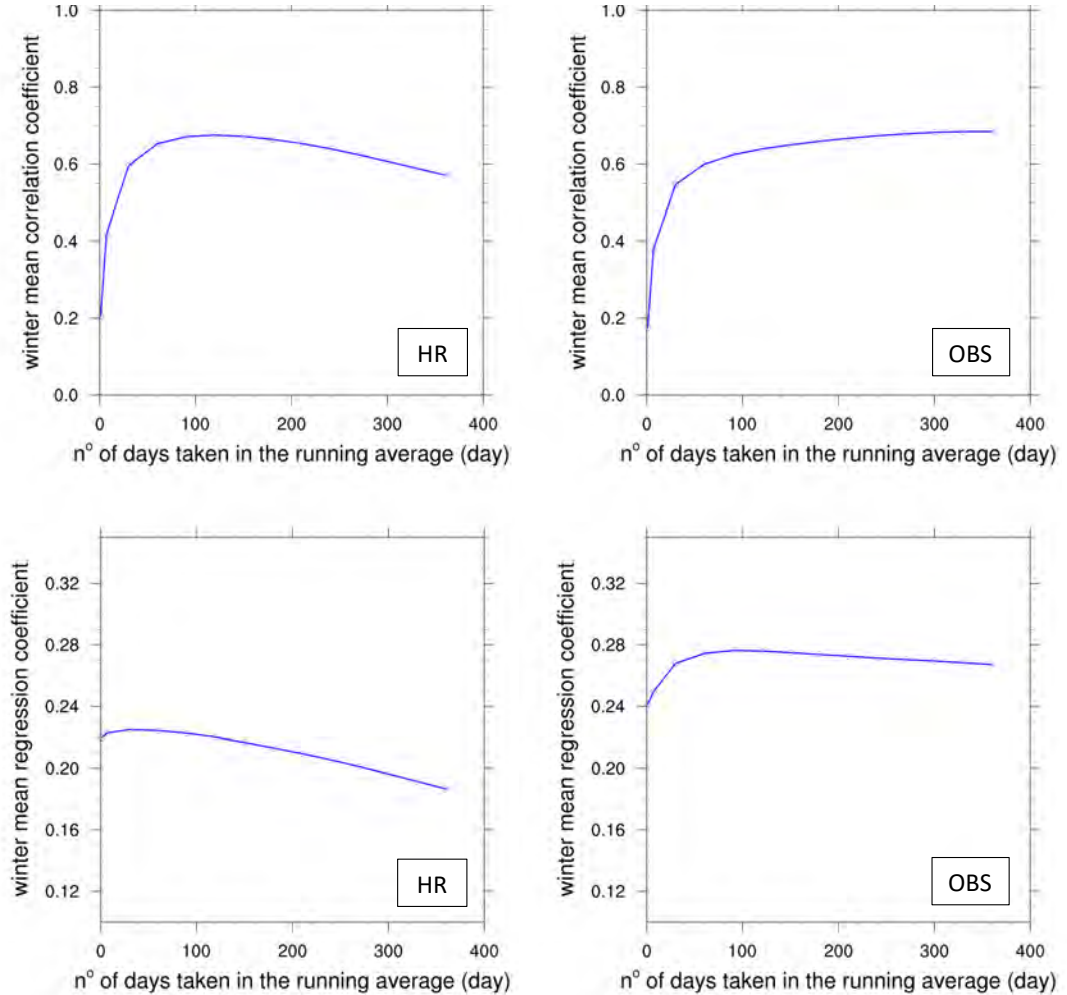 winter mean correlation coefficient
1.0
0.8
0.6
0.4
0.2
0.0
0 100 200 300 400
nº of days taken in the running average (day)
HR
winter mean correlation coefficient
1.0
0.8
0.6
0.4
0.2
0.0
0 100 200 300 400
nº of days taken in the running average (day)
OBS
winter mean regression coefficient
0.32
0.28
0.24
0.20
0.16
0.12
0 100 200 300 400
nº of days taken in the running average (day)
HR
winter mean regression coefficient
0.32
0.28
0.24
0.20
0.16
0.12
0 100 200 300 400
nº of days taken in the running average (day)
OBS